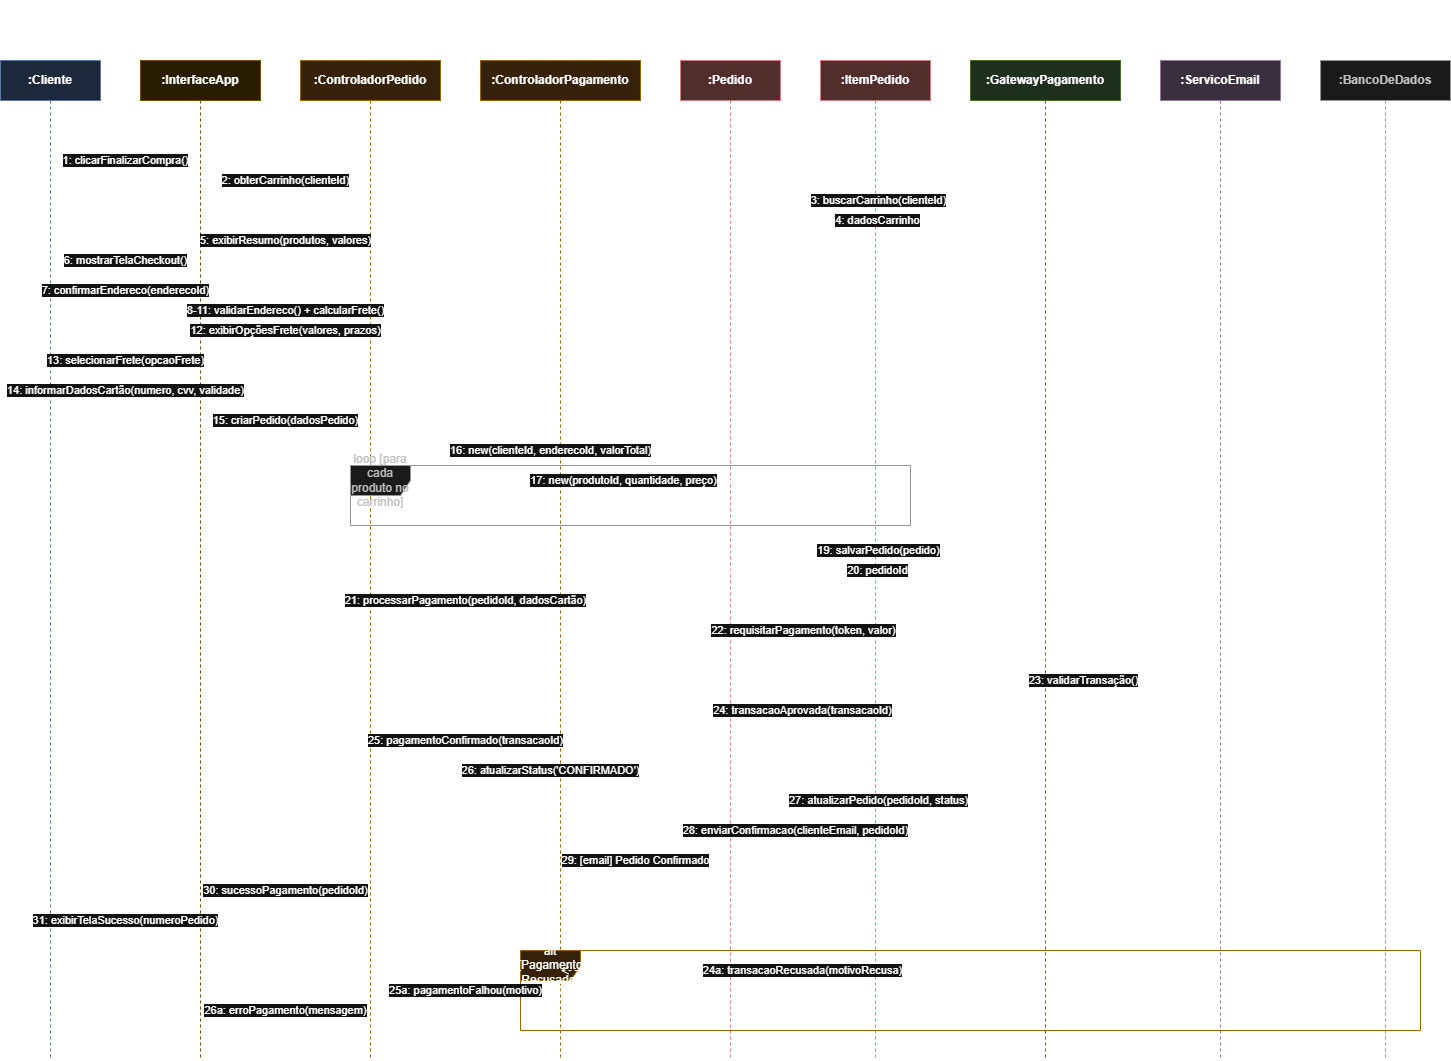 :Cliente
:InterfaceApp
:ControladorPedido
:ControladorPagamento
:Pedido
:ItemPedido
:GatewayPagamento
:ServicoEmail
:BancoDeDados
1: clicarFinalizarCompra()
2: obterCarrinho(clienteId)
3: buscarCarrinho(clienteId)
4: dadosCarrinho
5: exibirResumo(produtos, valores)
6: mostrarTelaCheckout()
7: confirmarEndereco(enderecoId)
8-11: validarEndereco() + calcularFrete()
12: exibirOpçõesFrete(valores, prazos)
13: selecionarFrete(opcaoFrete)
14: informarDadosCartão(numero, cvv, validade)
15: criarPedido(dadosPedido)
16: new(clienteId, enderecoId, valorTotal)
loop [para
cada
produto no
carrinho]
17: new(produtoId, quantidade, preço)
19: salvarPedido(pedido)
20: pedidoId
21: processarPagamento(pedidoId, dadosCartão)
22: requisitarPagamento(token, valor)
23: validarTransação()
24: transacaoAprovada(transacaoId)
25: pagamentoConfirmado(transacaoId)
26: atualizarStatus('CONFIRMADO')
27: atualizarPedido(pedidoId, status)
28: enviarConfirmacao(clienteEmail, pedidoId)
29: [email] Pedido Confirmado
30: sucessoPagamento(pedidoId)
31: exibirTelaSucesso(numeroPedido)
alt
[Pagamento
Recusado
24a: transacaoRecusada(motivoRecusa)
25a: pagamentoFalhou(motivo)
26a: erroPagamento(mensagem)